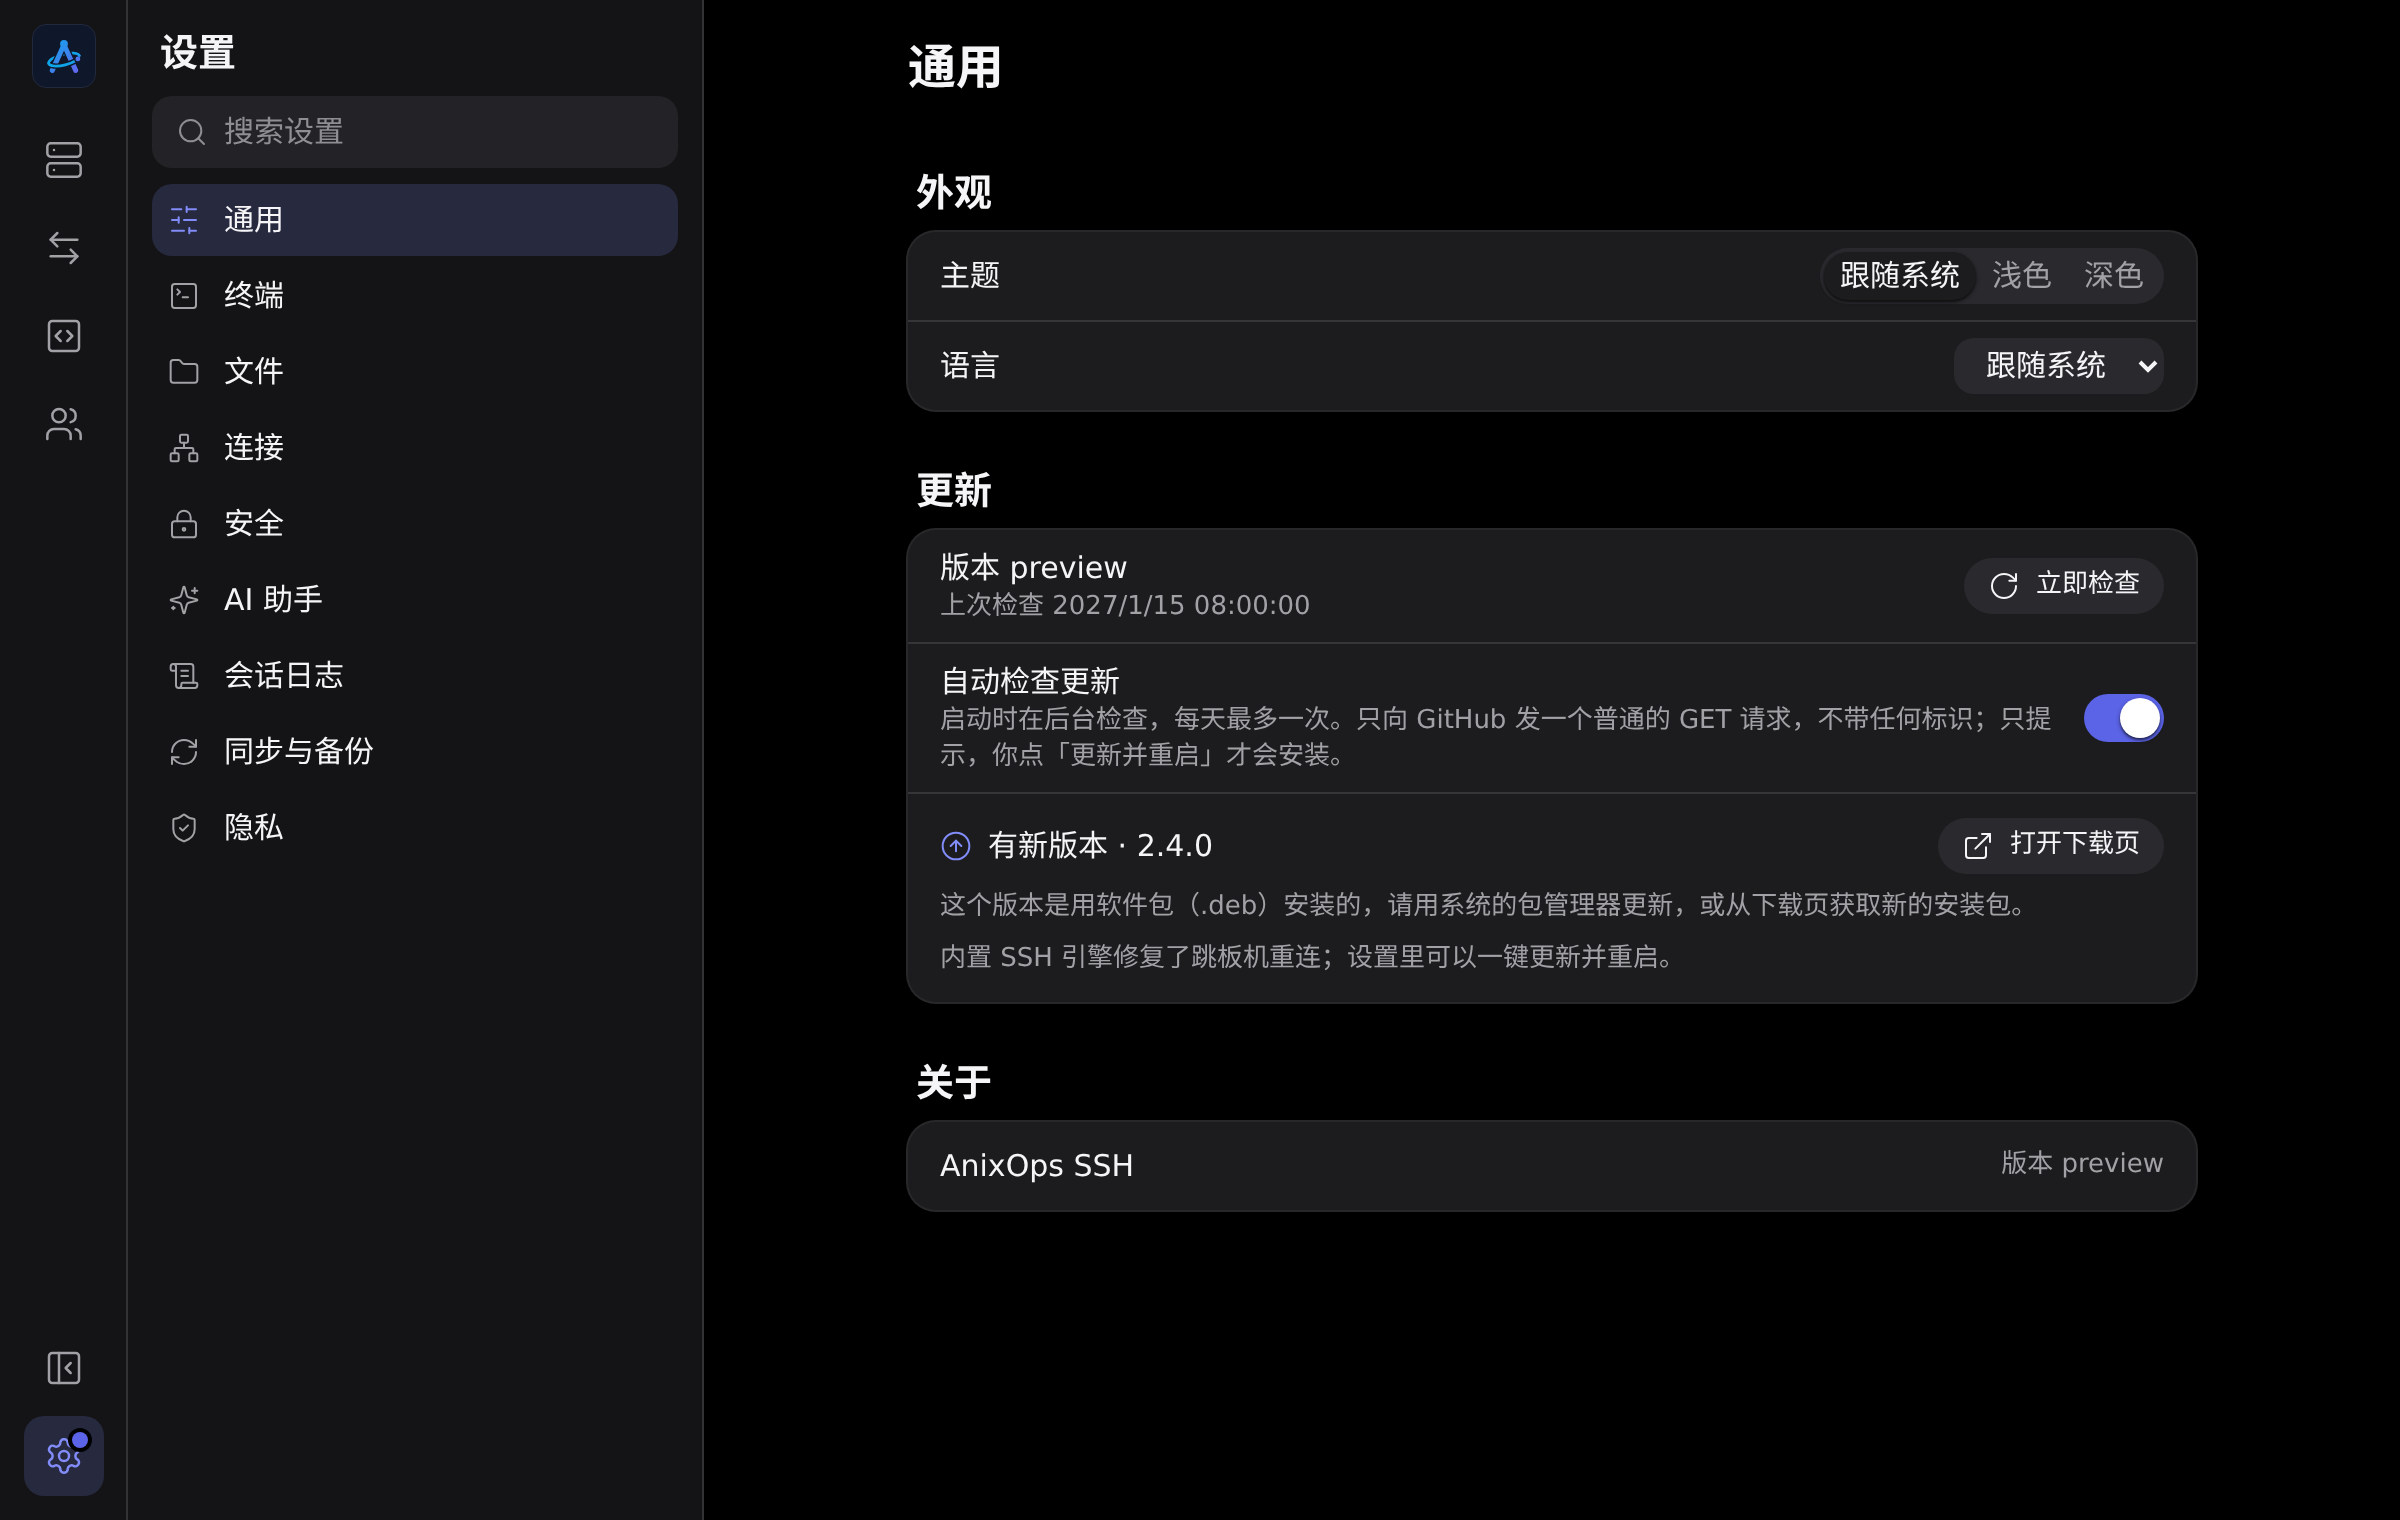 设置
搜索设置
通用
终端
文件
连接
安全
AI 助手
会话日志
同步与备份
隐私
通用
外观
主题
跟随系统 浅色 深色
语言
跟随系统
更新
版本 preview
上次检查 2027/1/15 08:00:00
立即检查
自动检查更新
启动时在后台检查，每天最多一次。只向 GitHub 发一个普通的 GET 请求，不带任何标识；只提
示，你点「更新并重启」才会安装。
有新版本 · 2.4.0
打开下载页
这个版本是用软件包（.deb）安装的，请用系统的包管理器更新，或从下载页获取新的安装包。
内置 SSH 引擎修复了跳板机重连；设置里可以一键更新并重启。
关于
AnixOps SSH
版本 preview